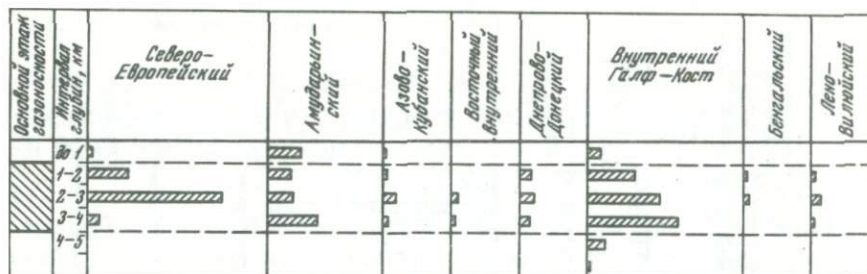 Основной этаж
газоносности
Интервал
глубин, км
Северо-
Европейский
Амударьин-
ский
Азово-
Кубанский
Восточный
внутренний
Днепрово-
Донецкий
Внутренний
Галф-Кост
Бенгальский
Лено-
Вилюйский
до 1
1-2
2-3
3-4
4-5